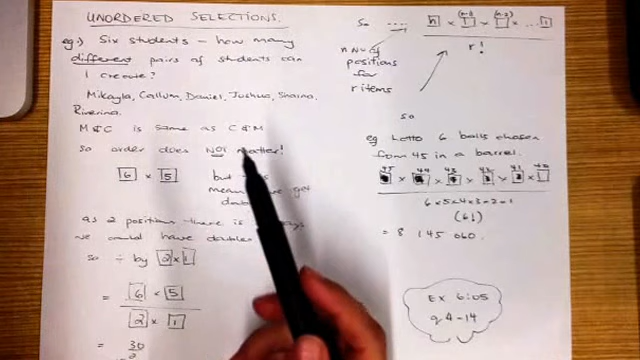 UNORDERED SELECTIONS.
eg:) Six students - how many
different pairs of students can
I create?
Mikayla, Callum, Daniel, Joshua, Shaina,
Riverina.
M & C is same as C & M
so order does NOT matter!
6 x 5 but
means get
as 2 positions there is
we could have doubles
so ÷ by 2 x 1
= 6 x 5
2 x 1
= 30
So .... n x (n-1) x (n-2) x ... 1
r!
positions
for
r items
so
eg Lotto 6 balls chosen
from 45 in a barrel.
45 x 44 x 43 x x x 40
6 x 5 x 4 x 3 x 2 x 1
(6!)
= 8 145 060.
Ex 6:05
q 4-14